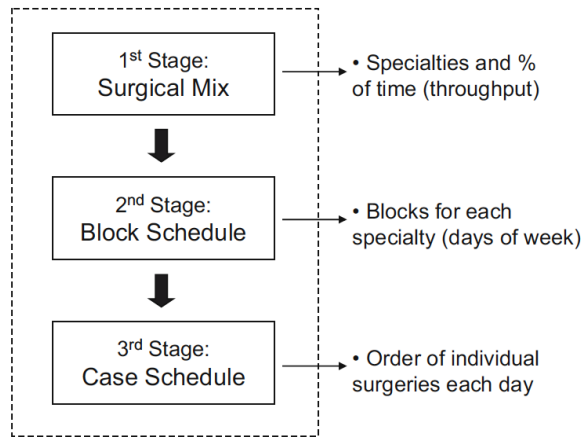 1st Stage:
Surgical Mix
• Specialties and %
of time (throughput)
2nd Stage:
Block Schedule
• Blocks for each
specialty (days of week)
3rd Stage:
Case Schedule
• Order of individual
surgeries each day